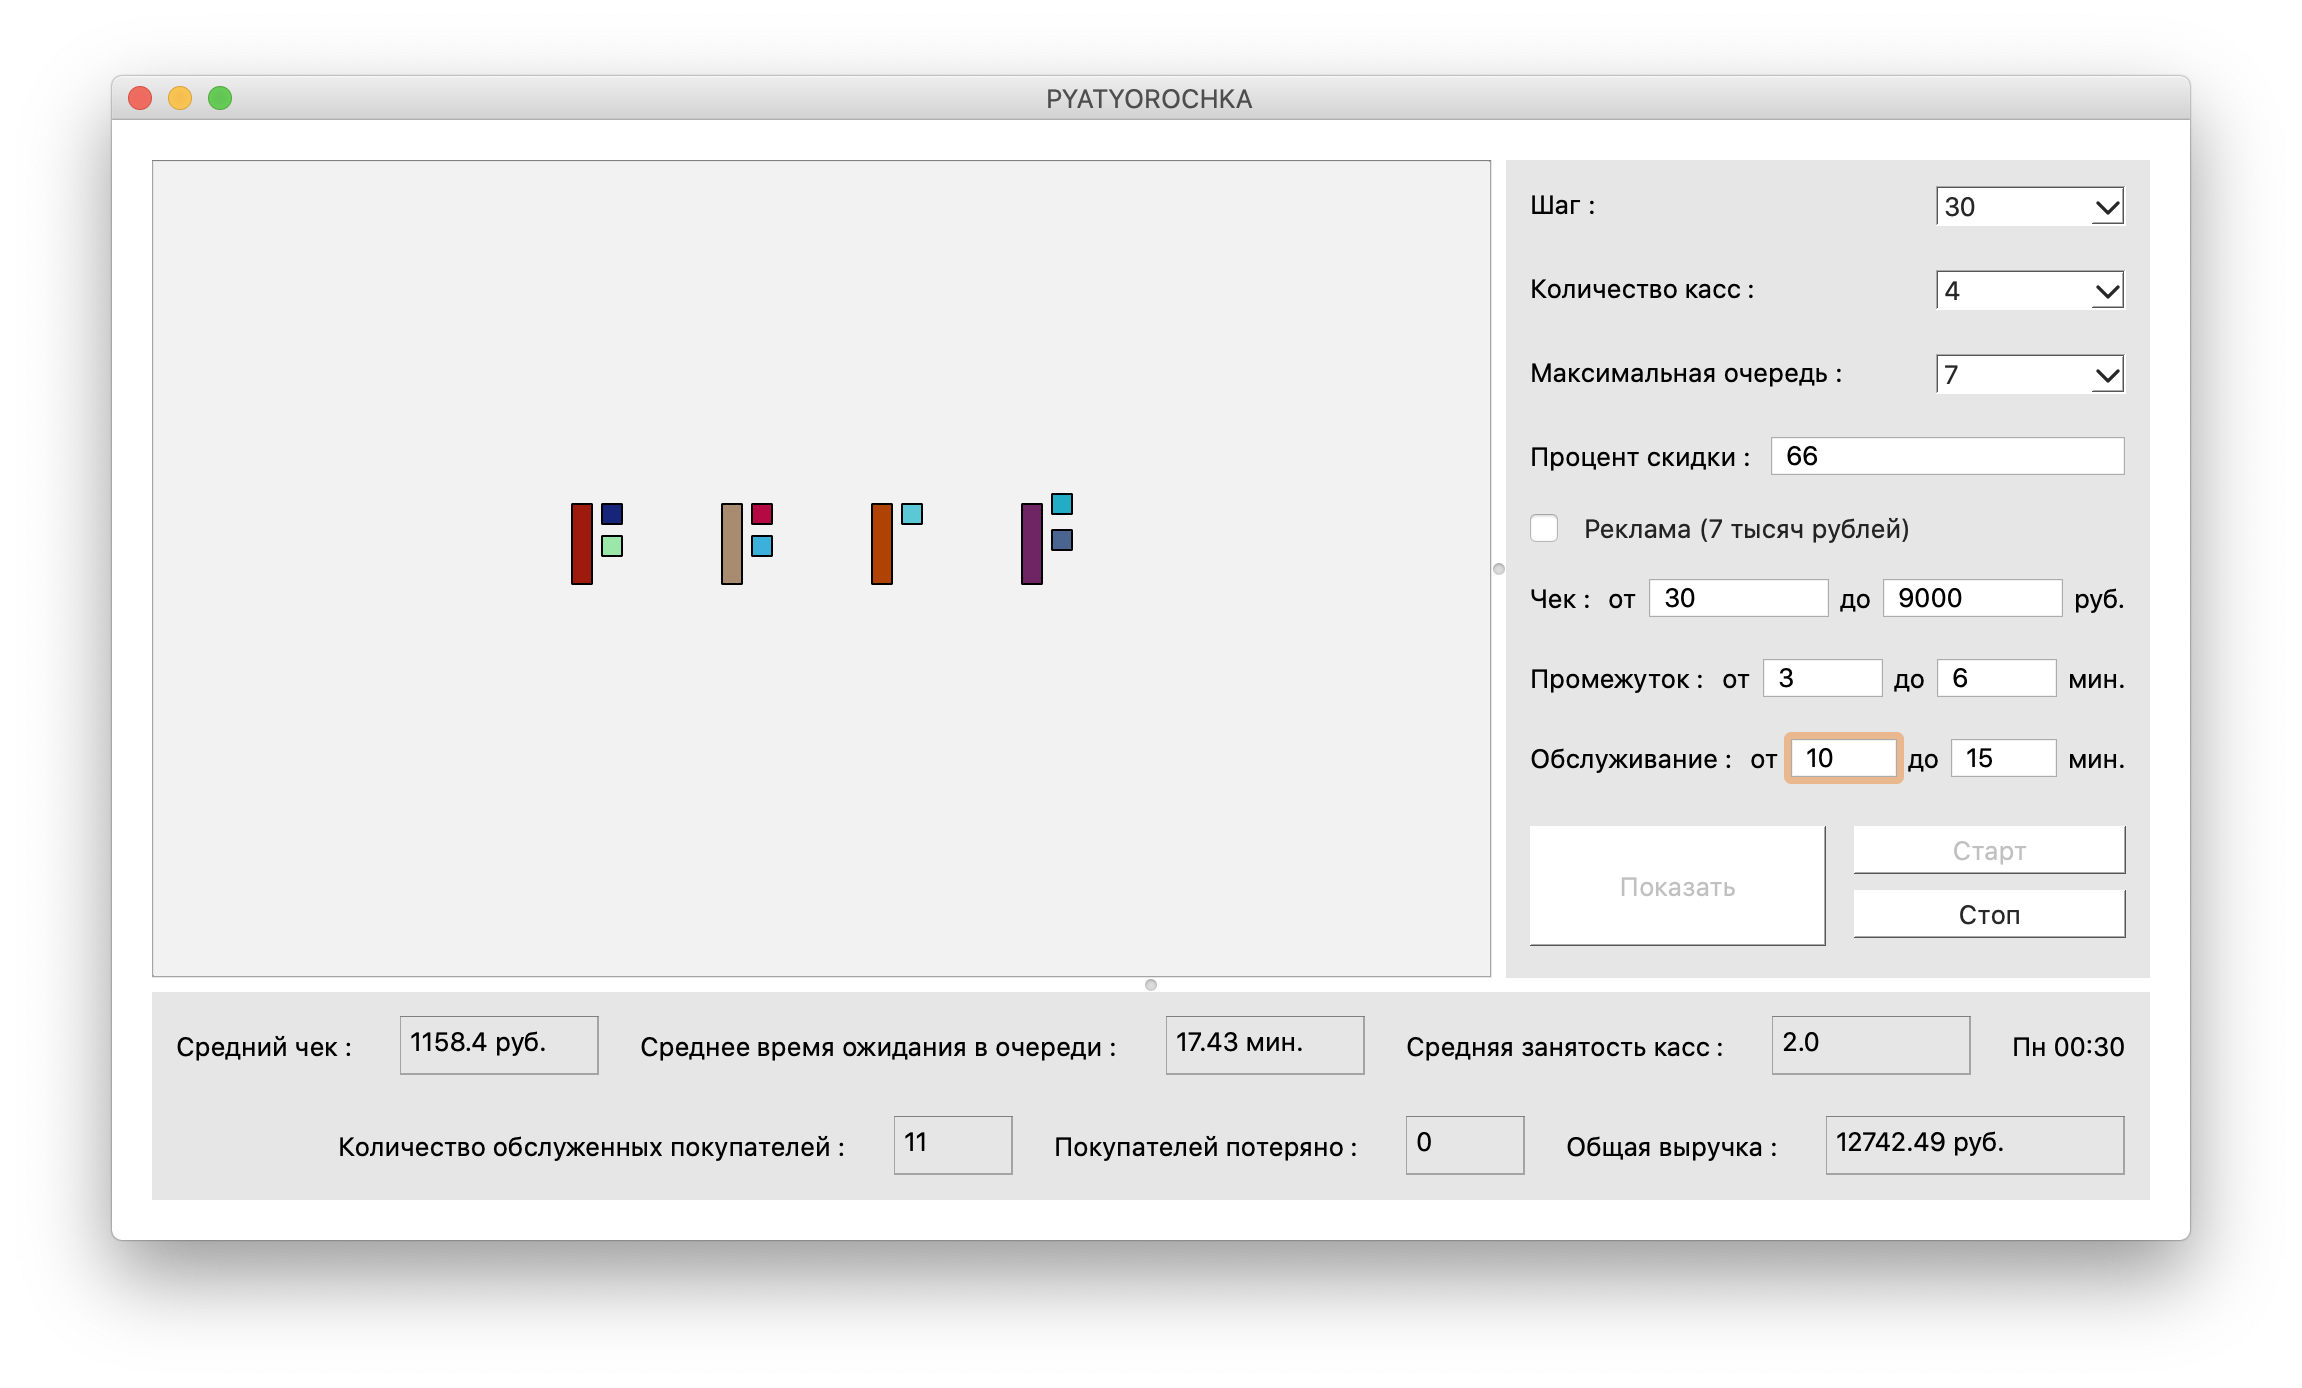 PYATYOROCHKA
Шаг : 30
Количество касс : 4
Максимальная очередь : 7
Процент скидки : 66
Реклама (7 тысяч рублей)
Чек : от 30 до 9000 руб.
Промежуток : от 3 до 6 мин.
Обслуживание : от 10 до 15 мин.
Показать
Старт
Стоп
Средний чек : 1158.4 руб. Среднее время ожидания в очереди : 17.43 мин. Средняя занятость касс : 2.0 Пн 00:30
Количество обслуженных покупателей : 11 Покупателей потеряно : 0 Общая выручка : 12742.49 руб.